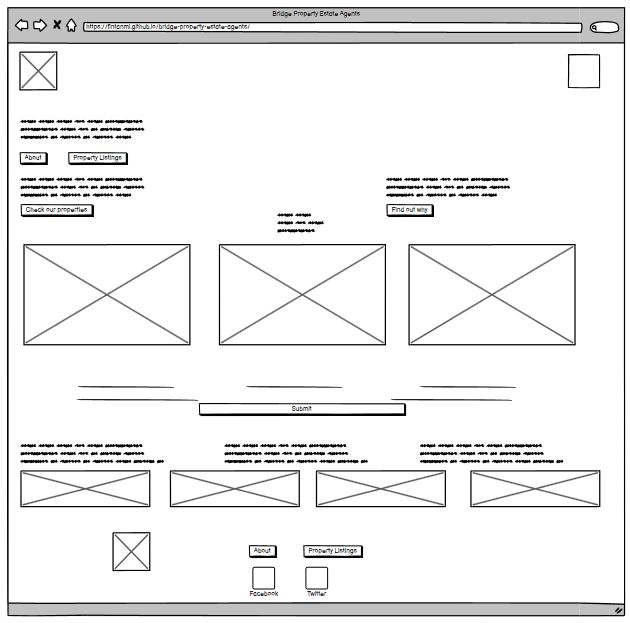 Bridge Property Estate Agents
https://fintanml.github.io/bridge-property-estate-agents/
About
Property Listings
Check our properties
Find out why
Submit
About
Property Listings
Facebook
Twitter